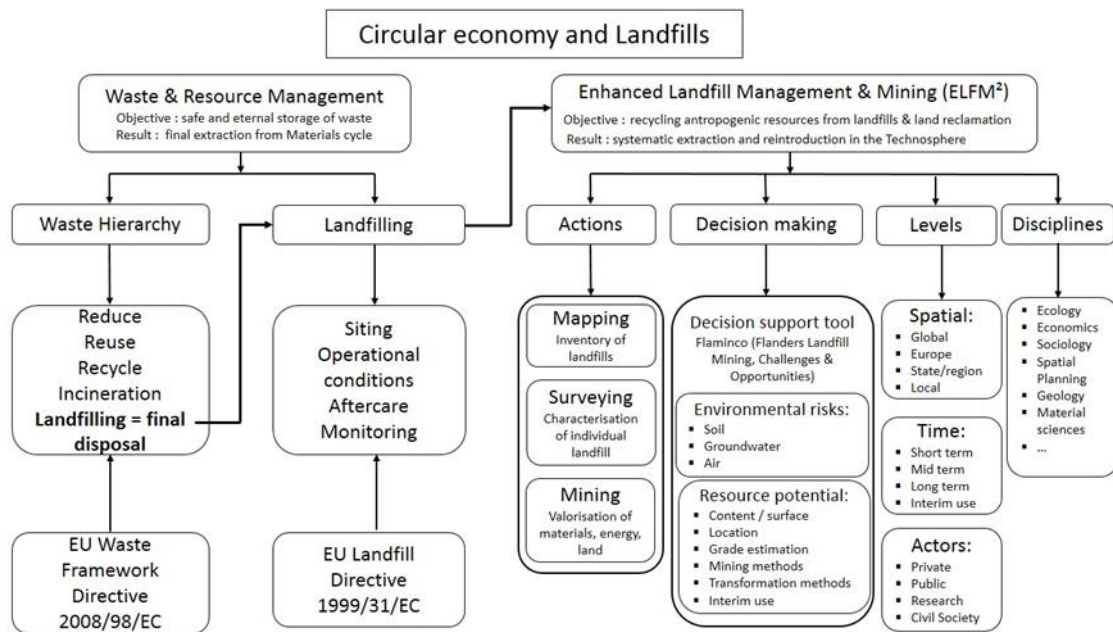 Circular economy and Landfills
Waste & Resource Management
Objective : safe and eternal storage of waste
Result : final extraction from Materials cycle
Enhanced Landfill Management & Mining (ELFM²)
Objective : recycling antropogenic resources from landfills & land reclamation
Result : systematic extraction and reintroduction in the Technosphere
Waste Hierarchy
Landfilling
Actions
Decision making
Levels
Disciplines
Reduce
Reuse
Recycle
Incineration
Landfilling = final
disposal
Siting
Operational
conditions
Aftercare
Monitoring
Mapping
Inventory of
landfills
Surveying
Characterisation
of individual
landfill
Mining
Valorisation of
materials, energy,
land
Decision support tool
Flaminco (Flanders Landfill
Mining, Challenges &
Opportunities)
Environmental risks:
▪ Soil
▪ Groundwater
▪ Air
Resource potential:
▪ Content / surface
▪ Location
▪ Grade estimation
▪ Mining methods
▪ Transformation methods
▪ Interim use
Spatial:
▪ Global
▪ Europe
▪ State/region
▪ Local
Time:
▪ Short term
▪ Mid term
▪ Long term
▪ Interim use
Actors:
▪ Private
▪ Public
▪ Research
▪ Civil Society
▪ Ecology
▪ Economics
▪ Sociology
▪ Spatial
Planning
▪ Geology
▪ Material
sciences
▪ ...
EU Waste
Framework
Directive
2008/98/EC
EU Landfill
Directive
1999/31/EC